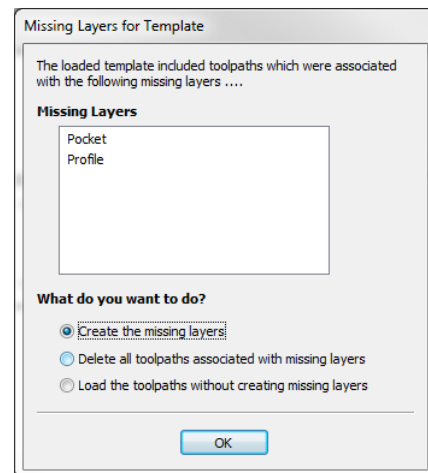 Missing Layers for Template
The loaded template included toolpaths which were associated
with the following missing layers ....
Missing Layers
Pocket
Profile
What do you want to do?
Create the missing layers
Delete all toolpaths associated with missing layers
Load the toolpaths without creating missing layers
OK